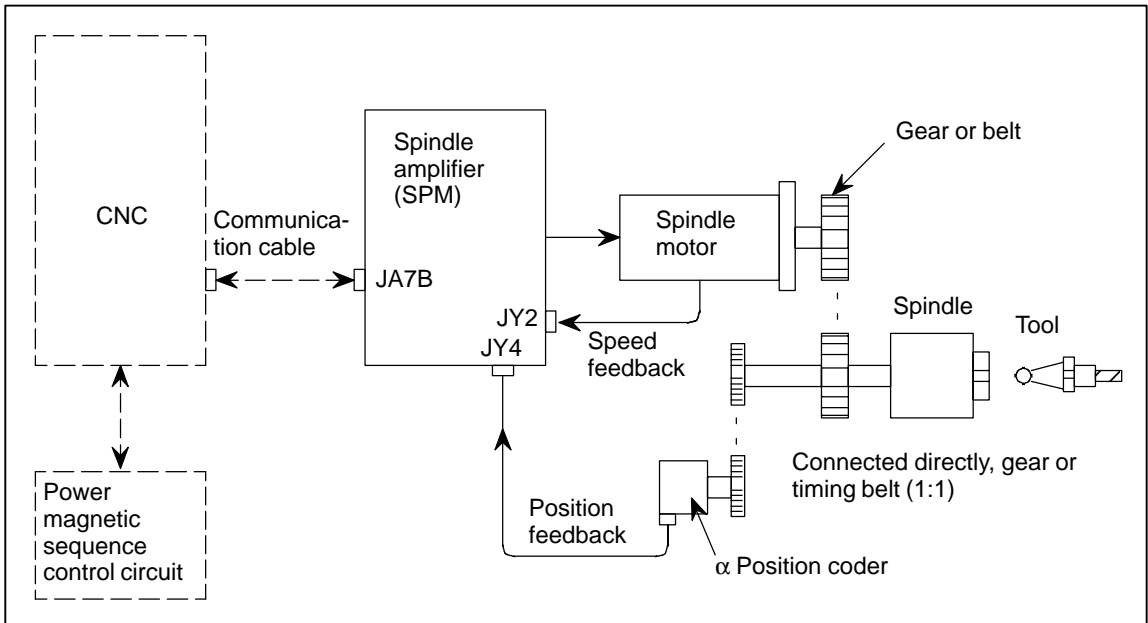 CNC
Communica-
tion cable
Spindle
amplifier
(SPM)
JA7B
JY2
JY4
Spindle
motor
Speed
feedback
Gear or belt
Spindle
Tool
Connected directly, gear or
timing belt (1:1)
Position
feedback
α Position coder
Power
magnetic
sequence
control circuit